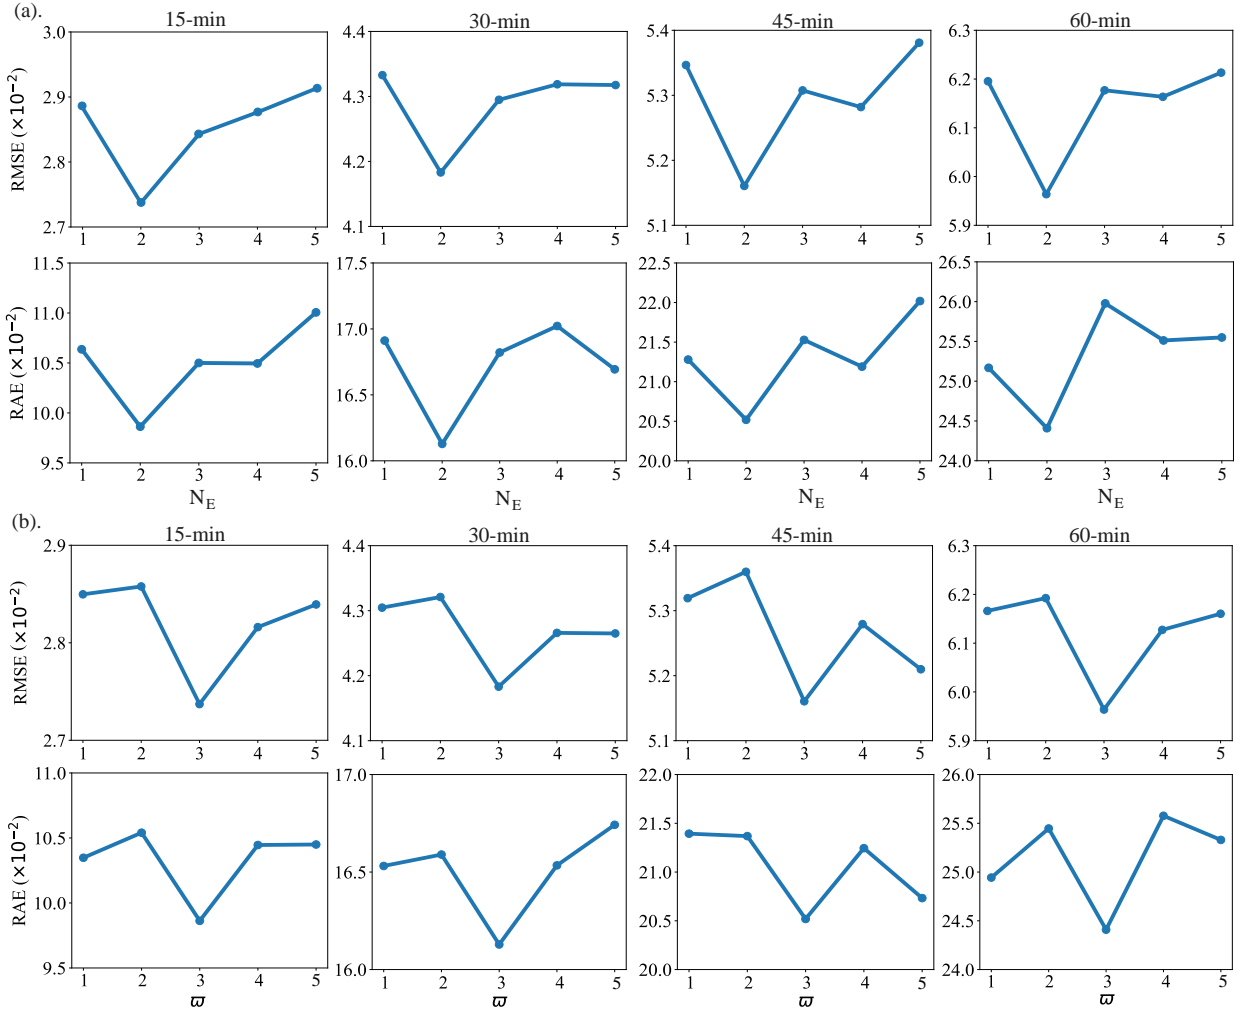 (a).
15-min 30-min 45-min 60-min
RMSE (×10−2)
3.0 2.9 2.8 2.7
1 2 3 4 5
4.4 4.3 4.2 4.1
1 2 3 4 5
5.4 5.3 5.2 5.1
1 2 3 4 5
6.3 6.2 6.1 6.0 5.9
1 2 3 4 5
RAE (×10−2)
11.5 11.0 10.5 10.0 9.5
1 2 3 4 5
N_E
17.5 17.0 16.5 16.0
1 2 3 4 5
N_E
22.5 22.0 21.5 21.0 20.5 20.0
1 2 3 4 5
N_E
26.5 26.0 25.5 25.0 24.5 24.0
1 2 3 4 5
N_E
(b).
15-min 30-min 45-min 60-min
RMSE (×10−2)
2.9 2.8 2.7
1 2 3 4 5
4.4 4.3 4.2 4.1
1 2 3 4 5
5.4 5.3 5.2 5.1
1 2 3 4 5
6.3 6.2 6.1 6.0 5.9
1 2 3 4 5
RAE (×10−2)
11.0 10.5 10.0 9.5
1 2 3 4 5
ϖ
17.0 16.5 16.0
1 2 3 4 5
ϖ
22.0 21.5 21.0 20.5 20.0
1 2 3 4 5
ϖ
26.0 25.5 25.0 24.5 24.0
1 2 3 4 5
ϖ